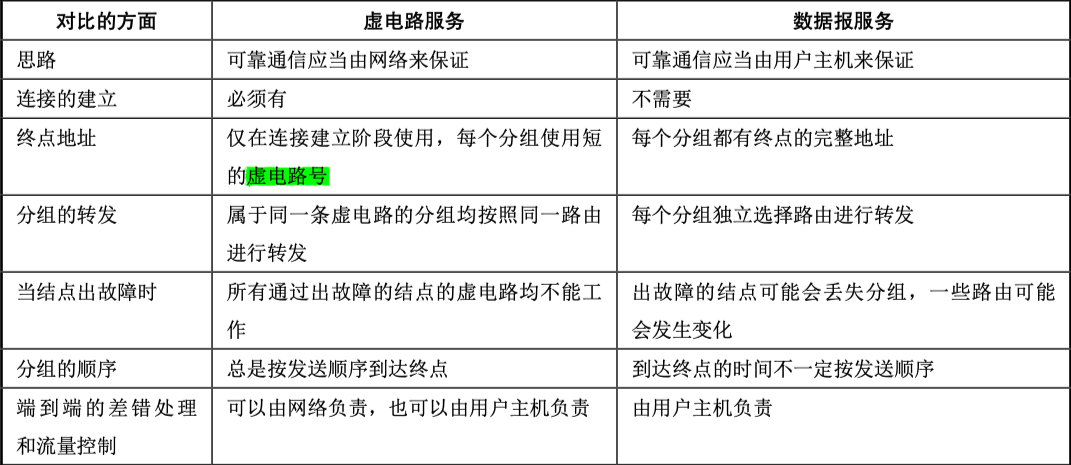 对比的方面 虚电路服务 数据报服务
思路 可靠通信应当由网络来保证 可靠通信应当由用户主机来保证
连接的建立 必须有 不需要
终点地址 仅在连接建立阶段使用，每个分组使用短 每个分组都有终点的完整地址
的虚电路号
分组的转发 属于同一条虚电路的分组均按照同一路由 每个分组独立选择路由进行转发
进行转发
当结点出故障时 所有通过出故障的结点的虚电路均不能工 出故障的结点可能会丢失分组，一些路由可能
作 会发生变化
分组的顺序 总是按发送顺序到达终点 到达终点的时间不一定按发送顺序
端到端的差错处理 可以由网络负责，也可以由用户主机负责 由用户主机负责
和流量控制